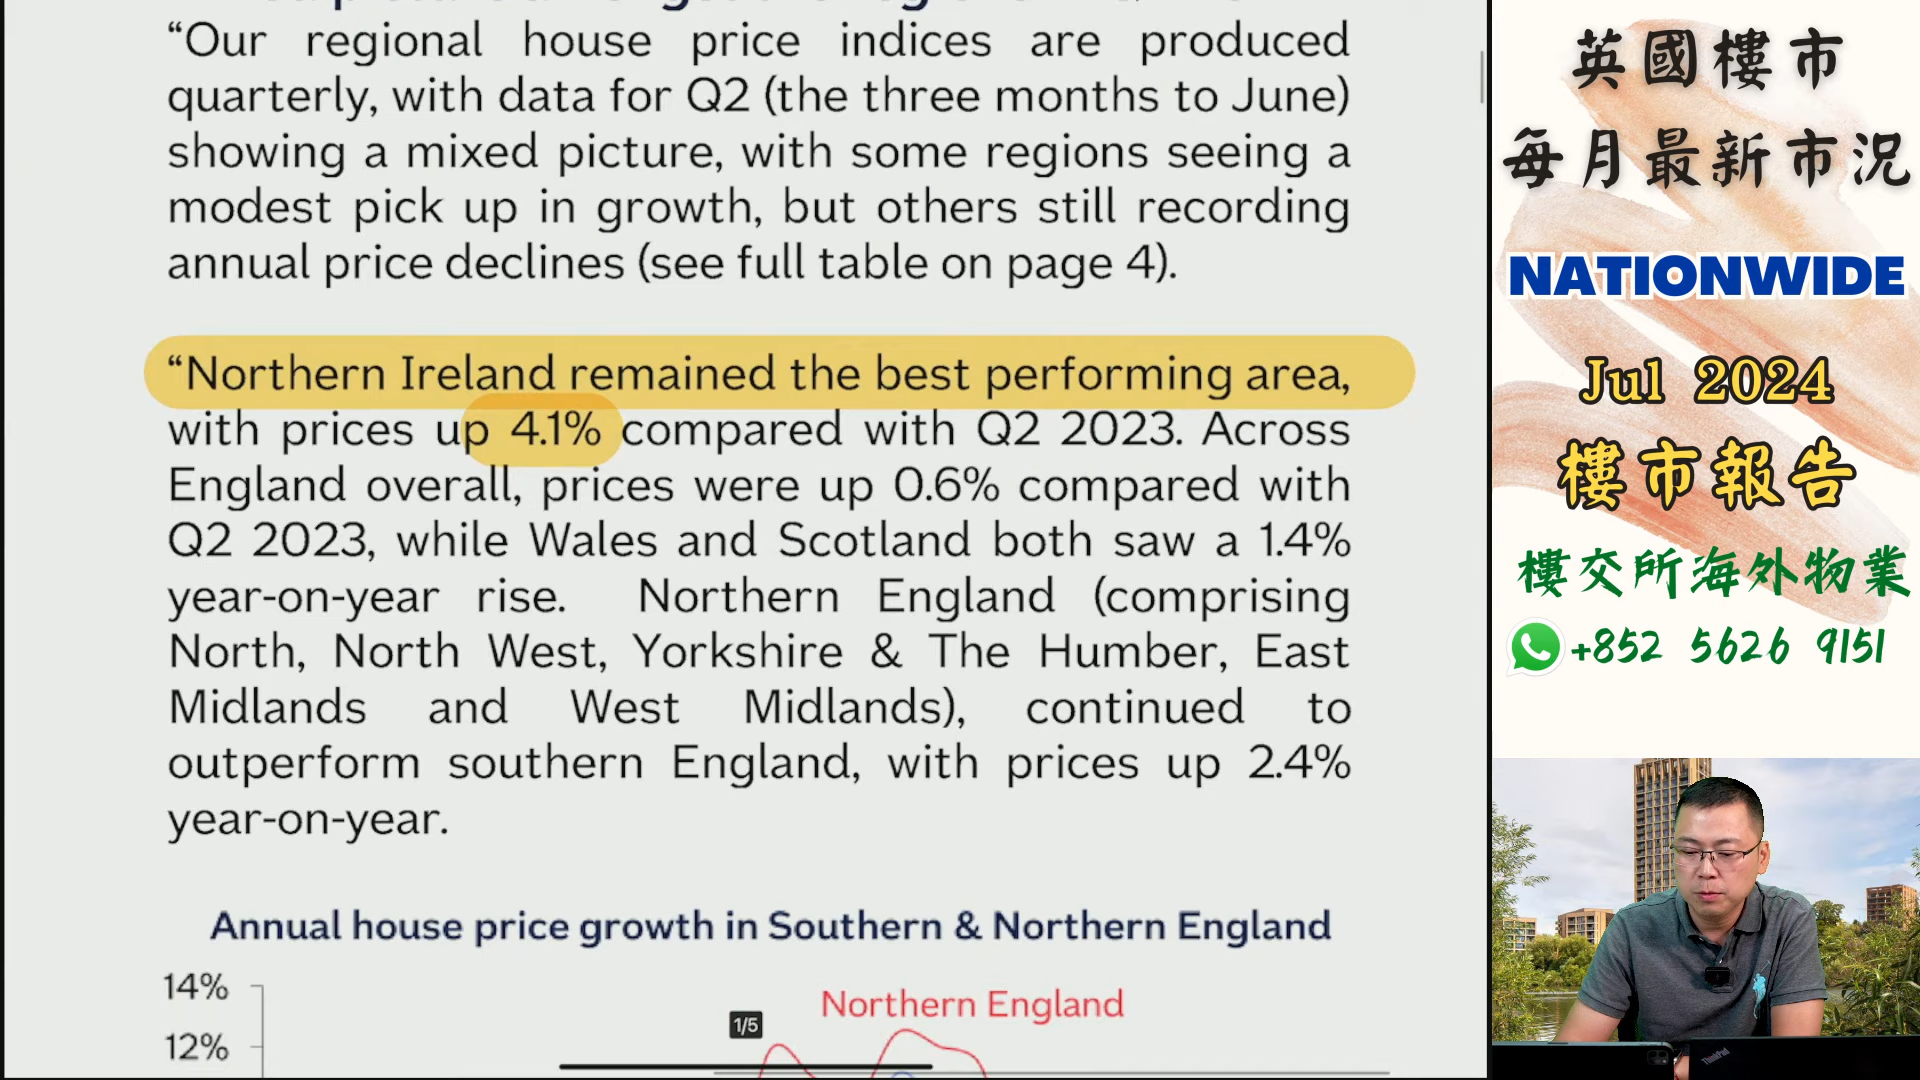 “Our regional house price indices are produced
quarterly, with data for Q2 (the three months to June)
showing a mixed picture, with some regions seeing a
modest pick up in growth, but others still recording
annual price declines (see full table on page 4).
“Northern Ireland remained the best performing area,
with prices up 4.1% compared with Q2 2023. Across
England overall, prices were up 0.6% compared with
Q2 2023, while Wales and Scotland both saw a 1.4%
year-on-year rise. Northern England (comprising
North, North West, Yorkshire & The Humber, East
Midlands and West Midlands), continued to
outperform southern England, with prices up 2.4%
year-on-year.
Annual house price growth in Southern & Northern England
14%
Northern England
1/5
12%
英國樓市
每月最新市況
NATIONWIDE
Jul 2024
樓市報告
樓交所海外物業
+852 5626 9151
ThinkPad